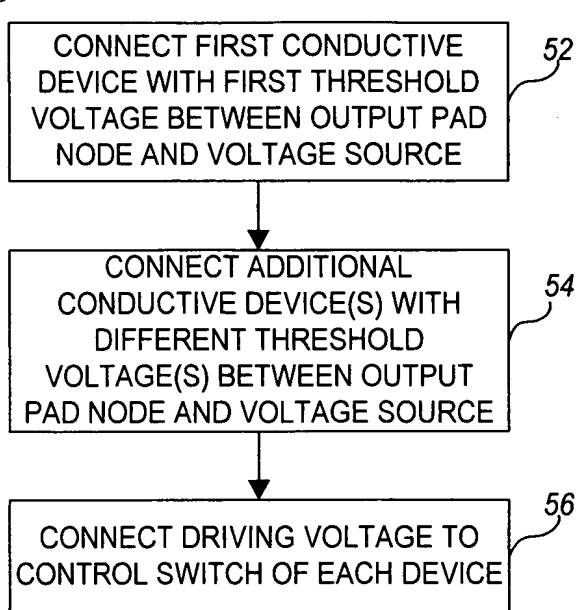 CONNECT FIRST CONDUCTIVE
DEVICE WITH FIRST THRESHOLD
VOLTAGE BETWEEN OUTPUT PAD
NODE AND VOLTAGE SOURCE
52
CONNECT ADDITIONAL
CONDUCTIVE DEVICE(S) WITH
DIFFERENT THRESHOLD
VOLTAGE(S) BETWEEN OUTPUT
PAD NODE AND VOLTAGE SOURCE
54
CONNECT DRIVING VOLTAGE TO
CONTROL SWITCH OF EACH DEVICE
56